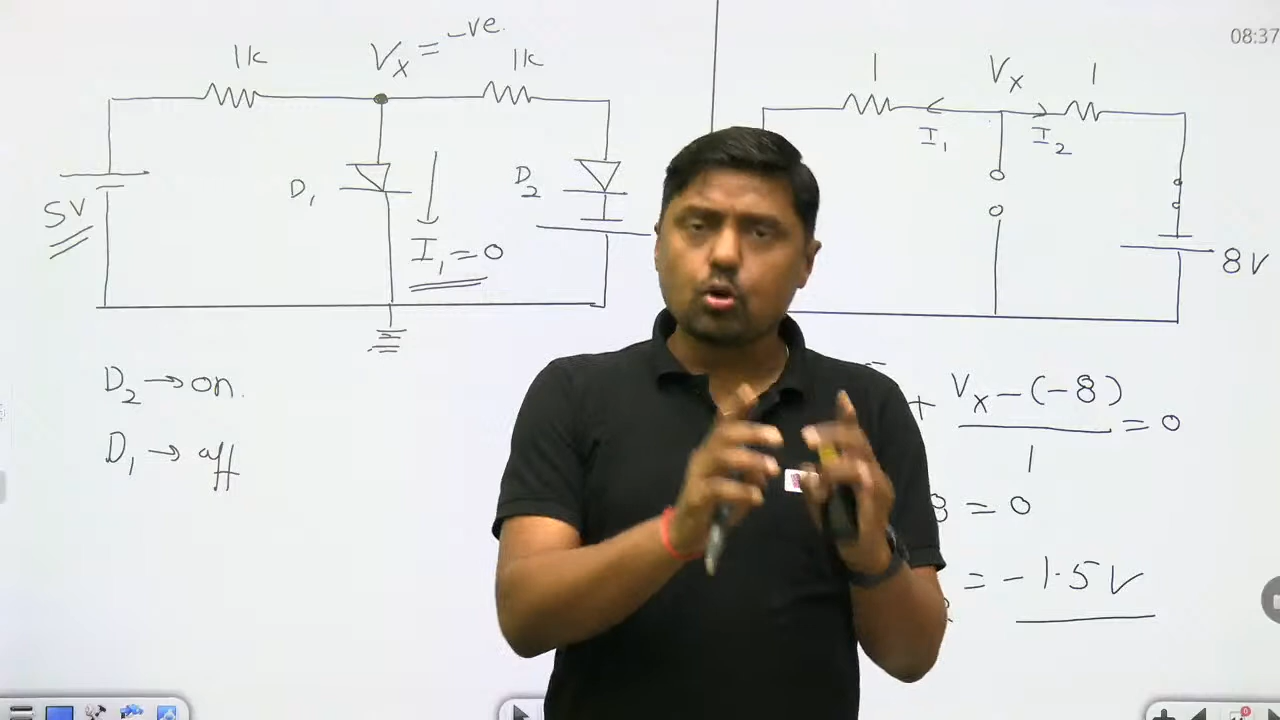 08:37
1k
Vx = -ve.
1k
5V
D1
I1 = 0
D2
D2 → on.
D1 → off
1
Vx
1
I1
I2
8V
+ Vx - (-8) / 1 = 0
8 = 0
= -1.5V